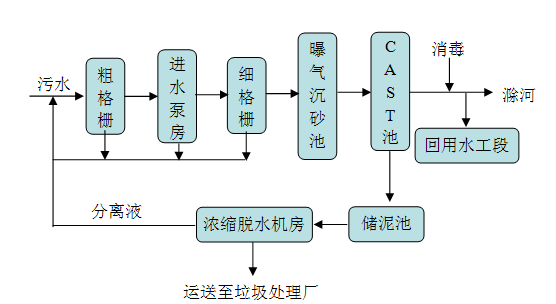 污水
粗格栅
进水泵房
细格栅
曝气沉砂池
CAST池
消毒
滁河
回用水工段
分离液
浓缩脱水机房
储泥池
运送至垃圾处理厂